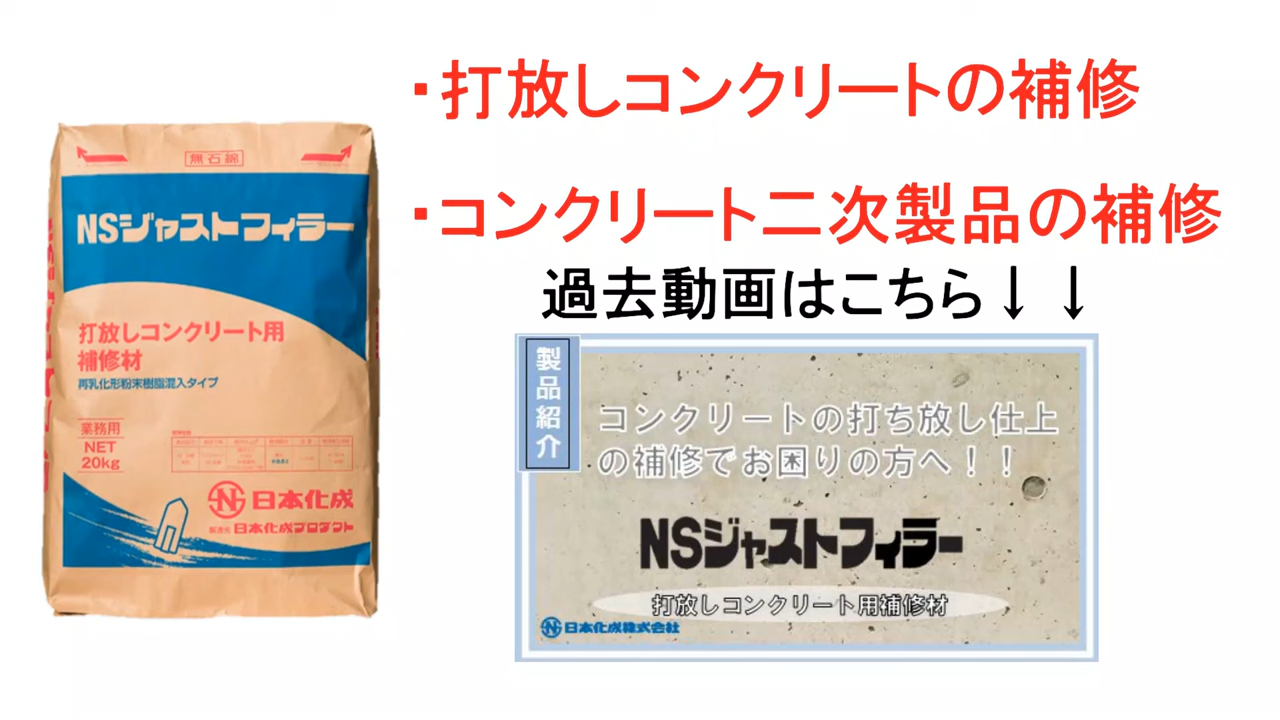 ・打放しコンクリートの補修
・コンクリート二次製品の補修
過去動画はこちら↓↓
無石綿
NSジャストフィラー
打放しコンクリート用
補修材
再乳化形粉末樹脂混入タイプ
業務用
NET
20kg
N 日本化成
製造元 日本化成プロダクト
製品紹介
コンクリートの打ち放し仕上
の補修でお困りの方へ！！
NSジャストフィラー
打放しコンクリート用補修材
N 日本化成株式会社